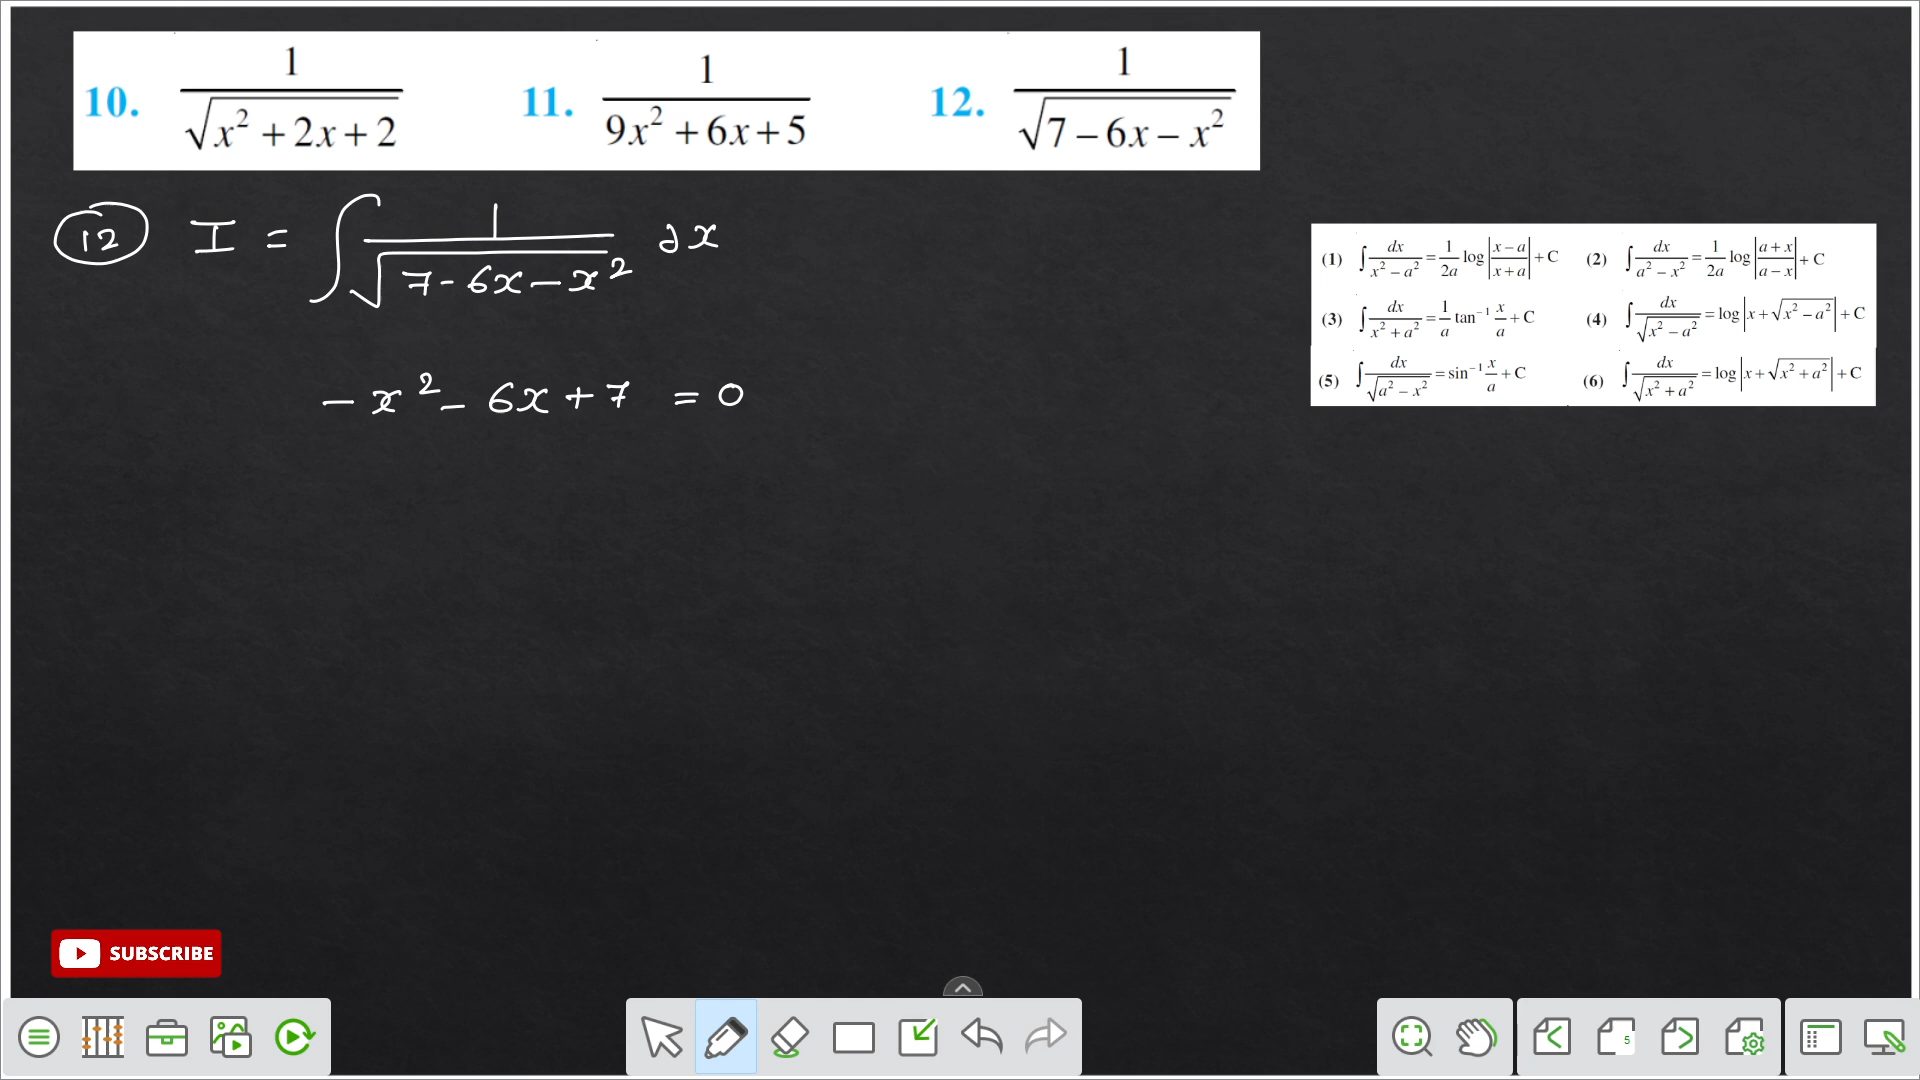 10. 1/√(x² + 2x + 2) 11. 1/(9x² + 6x + 5) 12. 1/√(7 − 6x − x²)
(12) I = ∫ 1/√(7 - 6x - x²) dx
- x² - 6x + 7 = 0
(1) ∫ dx/(x² − a²) = 1/2a log |(x − a)/(x + a)| + C (2) ∫ dx/(a² − x²) = 1/2a log |(a + x)/(a − x)| + C
(3) ∫ dx/(x² + a²) = 1/a tan⁻¹ x/a + C (4) ∫ dx/√(x² − a²) = log |x + √(x² − a²)| + C
(5) ∫ dx/√(a² − x²) = sin⁻¹ x/a + C (6) ∫ dx/√(x² + a²) = log |x + √(x² + a²)| + C
SUBSCRIBE
5